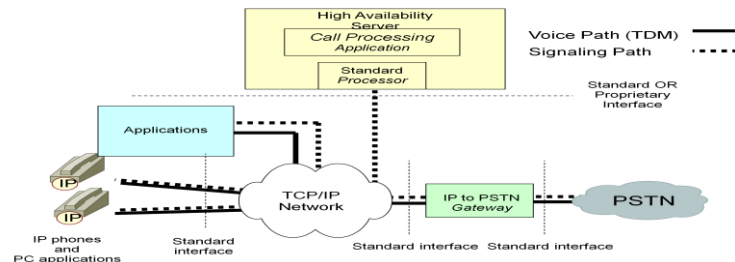 High Availability
Server
Call Processing
Application
Standard
Processor
Voice Path (TDM)
Signaling Path
Standard OR
Proprietary
Interface
Applications
IP
IP
TCP/IP
Network
IP to PSTN
Gateway
PSTN
IP phones
and
PC applications
Standard
interface
Standard interface
Standard interface